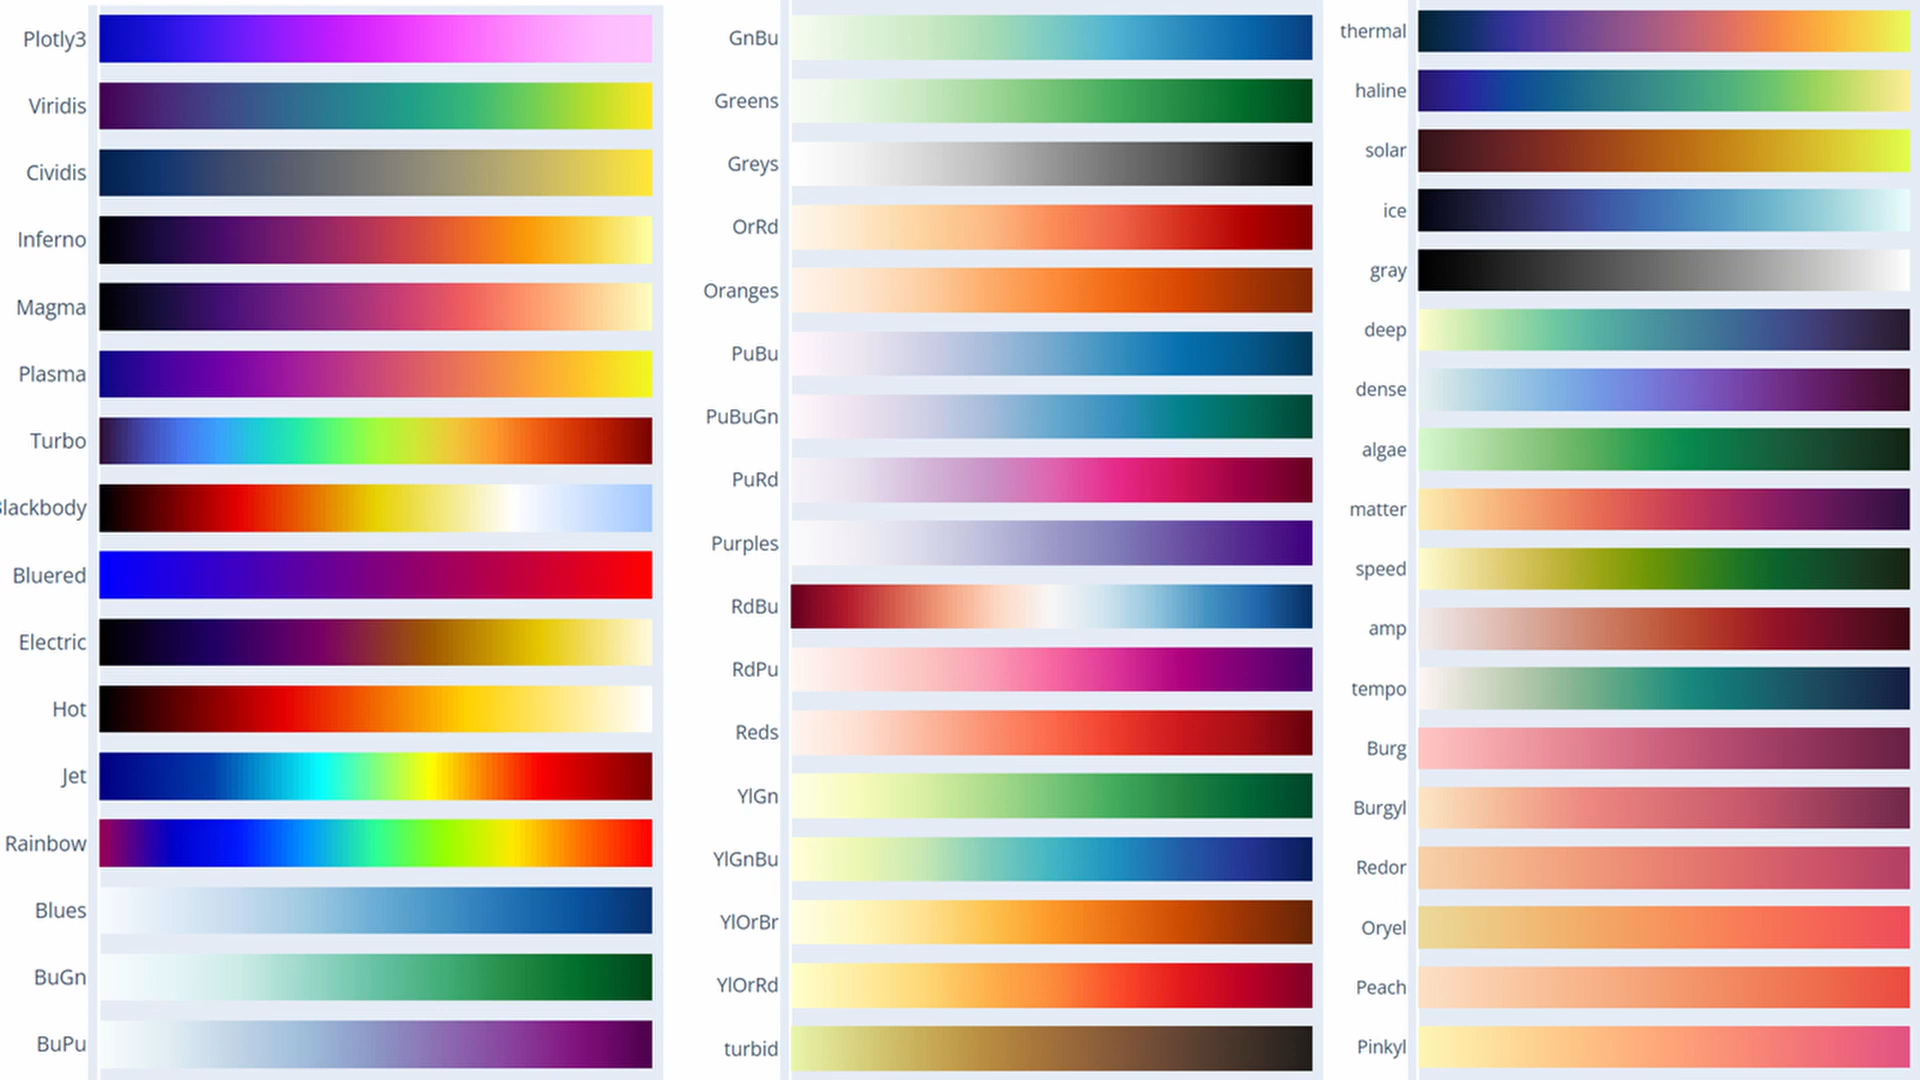 Plotly3
Viridis
Cividis
Inferno
Magma
Plasma
Turbo
lackbody
Bluered
Electric
Hot
Jet
Rainbow
Blues
BuGn
BuPu
GnBu
Greens
Greys
OrRd
Oranges
PuBu
PuBuGn
PuRd
Purples
RdBu
RdPu
Reds
YlGn
YlGnBu
YlOrBr
YlOrRd
turbid
thermal
haline
solar
ice
gray
deep
dense
algae
matter
speed
amp
tempo
Burg
Burgyl
Redor
Oryel
Peach
Pinkyl